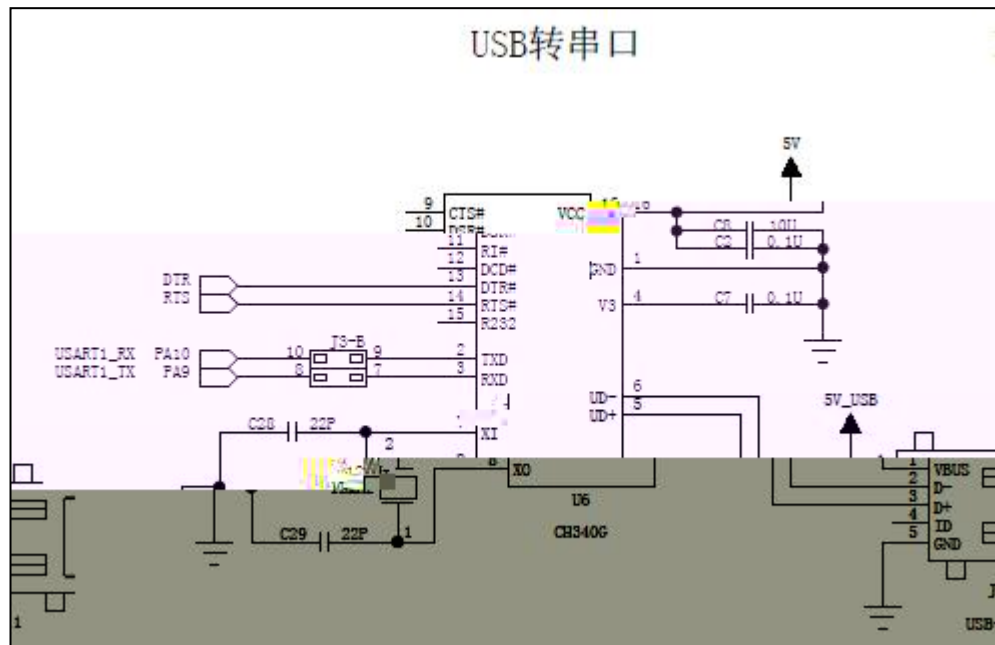 USB转串口
5V
9 CTS#
10 DSR#
VCC 16
C8 10U
C2 0.1U
11 RI#
12 DCD#
GND 1
DTR 13 DTR#
RTS 14 RTS#
V3 4 C7 0.1U
15 R232
J3-B
USART1_RX PA10 10 9 2 TXD
USART1_TX PA9 8 7 3 RXD
UD- 6
UD+ 5
5V_USB
C28 22P
XI
2
8 XO
1 VBUS
2 D-
3 D+
4 ID
5 GND
U6
CH340G
C29 22P 1
1
USB